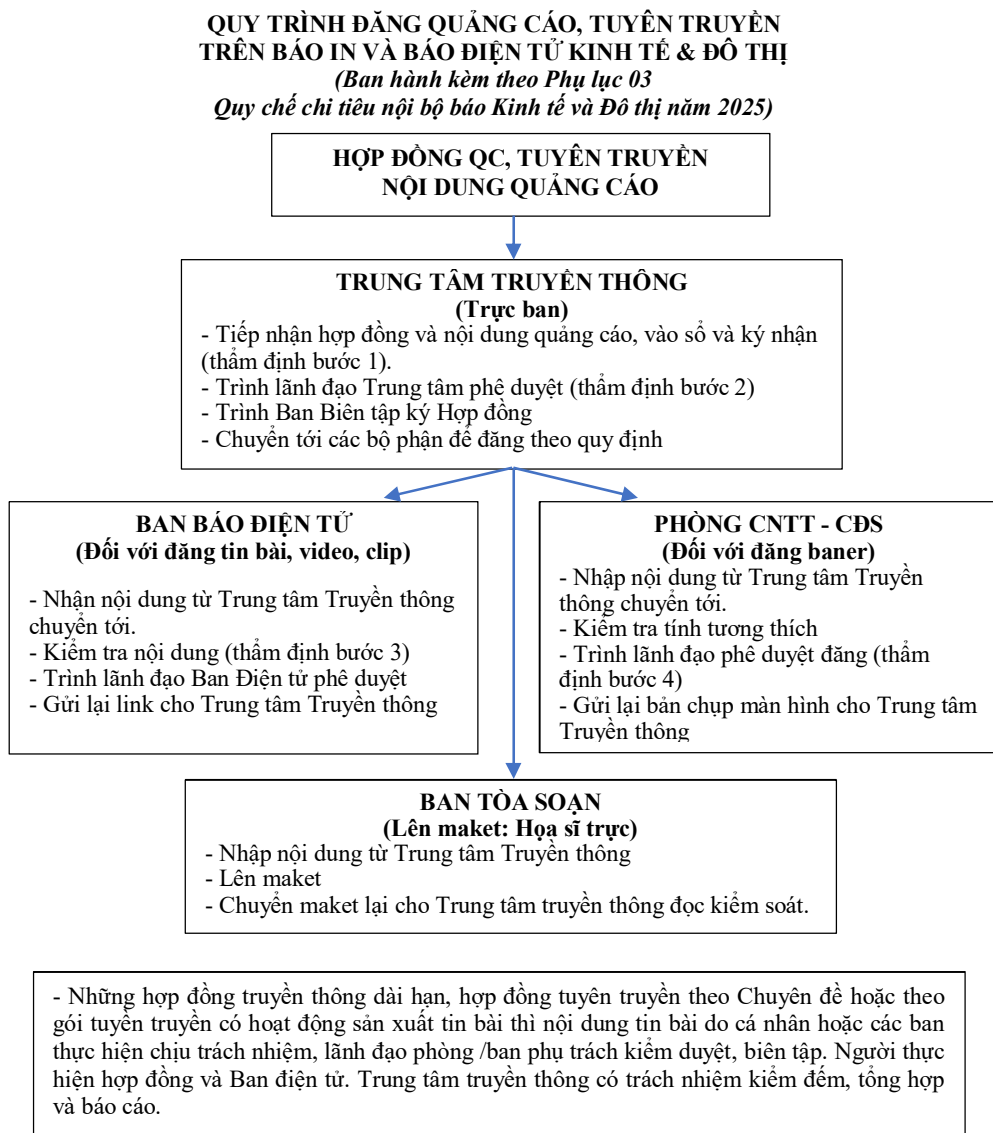 QUY TRÌNH ĐĂNG QUẢNG CÁO, TUYÊN TRUYỀN
TRÊN BÁO IN VÀ BÁO ĐIỆN TỬ KINH TẾ & ĐÔ THỊ
(Ban hành kèm theo Phụ lục 03
Quy chế chi tiêu nội bộ báo Kinh tế và Đô thị năm 2025)
HỢP ĐỒNG QC, TUYÊN TRUYỀN
NỘI DUNG QUẢNG CÁO
TRUNG TÂM TRUYỀN THÔNG
(Trực ban)
- Tiếp nhận hợp đồng và nội dung quảng cáo, vào sổ và ký nhận
(thẩm định bước 1).
- Trình lãnh đạo Trung tâm phê duyệt (thẩm định bước 2)
- Trình Ban Biên tập ký Hợp đồng
- Chuyển tới các bộ phận để đăng theo quy định
BAN BÁO ĐIỆN TỬ
(Đối với đăng tin bài, video, clip)
- Nhận nội dung từ Trung tâm Truyền thông
chuyển tới.
- Kiểm tra nội dung (thẩm định bước 3)
- Trình lãnh đạo Ban Điện tử phê duyệt
- Gửi lại link cho Trung tâm Truyền thông
PHÒNG CNTT - CĐS
(Đối với đăng baner)
- Nhập nội dung từ Trung tâm Truyền
thông chuyển tới.
- Kiểm tra tính tương thích
- Trình lãnh đạo phê duyệt đăng (thẩm
định bước 4)
- Gửi lại bản chụp màn hình cho Trung tâm
Truyền thông
BAN TÒA SOẠN
(Lên maket: Họa sĩ trực)
- Nhập nội dung từ Trung tâm Truyền thông
- Lên maket
- Chuyển maket lại cho Trung tâm truyền thông đọc kiểm soát.
- Những hợp đồng truyền thông dài hạn, hợp đồng tuyên truyền theo Chuyên đề hoặc theo
gói tuyền truyền có hoạt động sản xuất tin bài thì nội dung tin bài do cá nhân hoặc các ban
thực hiện chịu trách nhiệm, lãnh đạo phòng /ban phụ trách kiểm duyệt, biên tập. Người thực
hiện hợp đồng và Ban điện tử. Trung tâm truyền thông có trách nhiệm kiểm đếm, tổng hợp
và báo cáo.